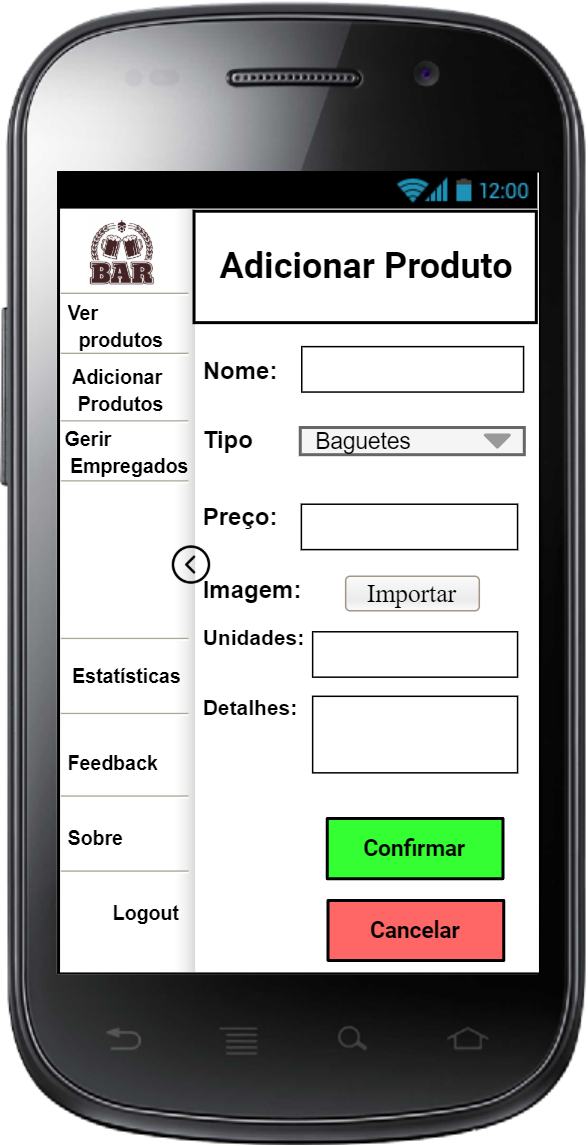 12:00
BAR
Ver
produtos
Adicionar
Produtos
Gerir
Empregados
Estatísticas
Feedback
Sobre
Logout
Adicionar Produto
Nome:
Tipo
Baguetes
Preço:
Imagem:
Importar
Unidades:
Detalhes:
Confirmar
Cancelar